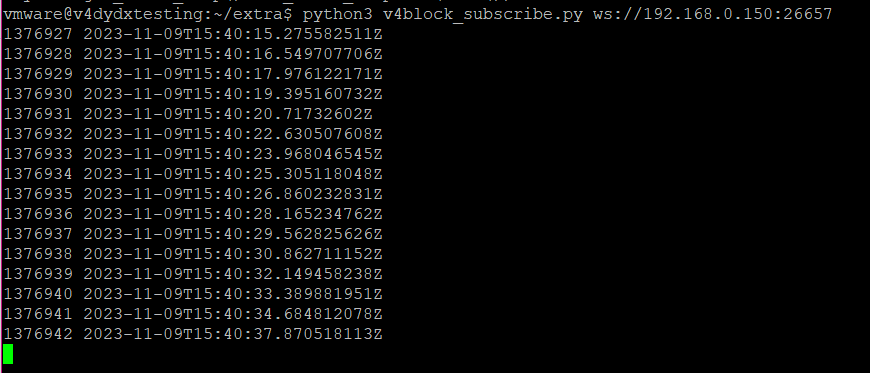 vmware@v4dydxtesting:~/extra$ python3 v4block_subscribe.py ws://192.168.0.150:26657
1376927 2023-11-09T15:40:15.275582511Z
1376928 2023-11-09T15:40:16.549707706Z
1376929 2023-11-09T15:40:17.976122171Z
1376930 2023-11-09T15:40:19.395160732Z
1376931 2023-11-09T15:40:20.71732602Z
1376932 2023-11-09T15:40:22.630507608Z
1376933 2023-11-09T15:40:23.968046545Z
1376934 2023-11-09T15:40:25.305118048Z
1376935 2023-11-09T15:40:26.860232831Z
1376936 2023-11-09T15:40:28.165234762Z
1376937 2023-11-09T15:40:29.562825626Z
1376938 2023-11-09T15:40:30.862711152Z
1376939 2023-11-09T15:40:32.149458238Z
1376940 2023-11-09T15:40:33.389881951Z
1376941 2023-11-09T15:40:34.684812078Z
1376942 2023-11-09T15:40:37.870518113Z